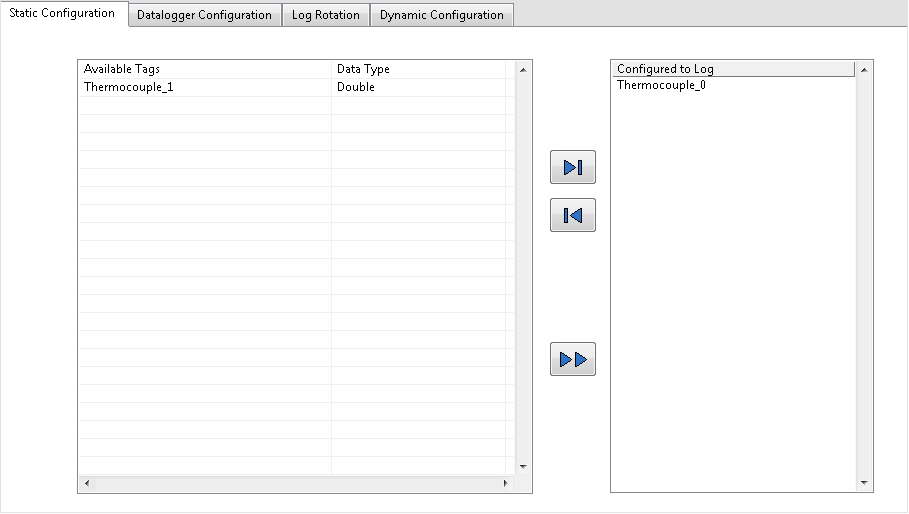 Static Configuration Datalogger Configuration Log Rotation Dynamic Configuration
Available Tags Data Type
Thermocouple_1 Double
Configured to Log
Thermocouple_0